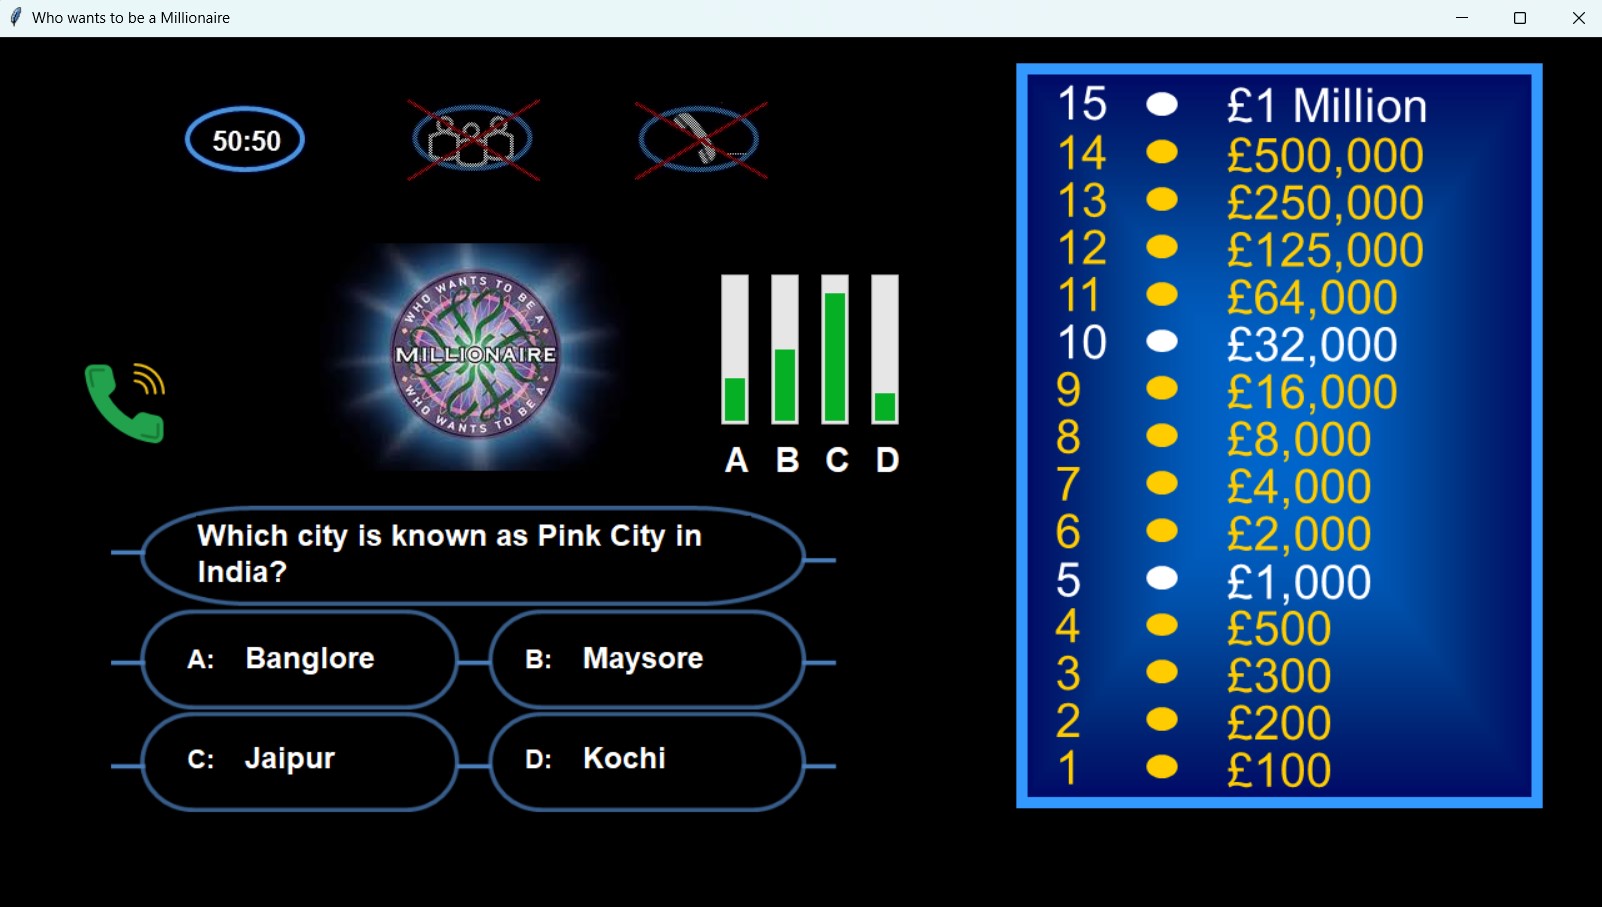 Who wants to be a Millionaire
50:50
WHO WANTS TO BE A
MILLIONAIRE
WHO WANTS TO BE A
A B C D
Which city is known as Pink City in
India?
A: Banglore
B: Maysore
C: Jaipur
D: Kochi
15 £1 Million
14 £500,000
13 £250,000
12 £125,000
11 £64,000
10 £32,000
9 £16,000
8 £8,000
7 £4,000
6 £2,000
5 £1,000
4 £500
3 £300
2 £200
1 £100